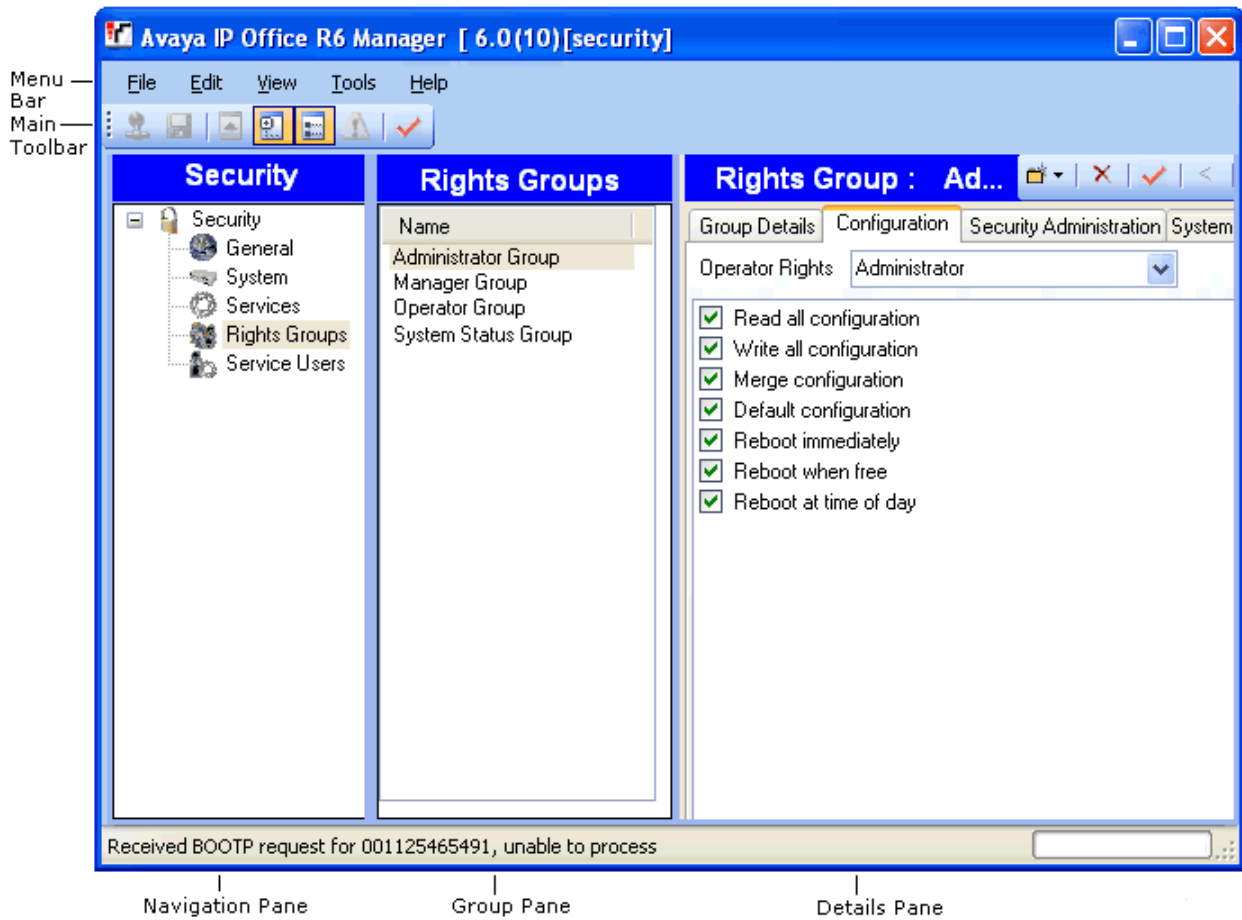 Avaya IP Office R6 Manager [ 6.0(10)[security]
Menu Bar
File Edit View Tools Help
Main Toolbar
Security
Security
General
System
Services
Rights Groups
Service Users
Rights Groups
Name
Administrator Group
Manager Group
Operator Group
System Status Group
Rights Group : Ad...
Group Details Configuration Security Administration System
Operator Rights Administrator
Read all configuration
Write all configuration
Merge configuration
Default configuration
Reboot immediately
Reboot when free
Reboot at time of day
Received BOOTP request for 001125465491, unable to process
Navigation Pane Group Pane Details Pane